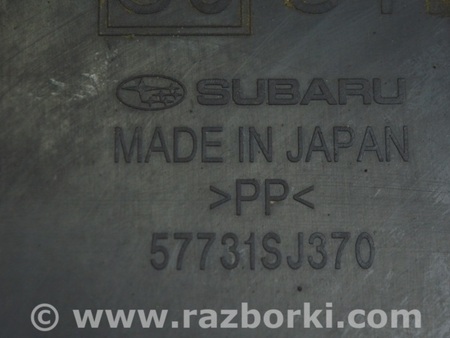 SUBARU
MADE IN JAPAN
>PP<
57731SJ370
© www.razborki.com